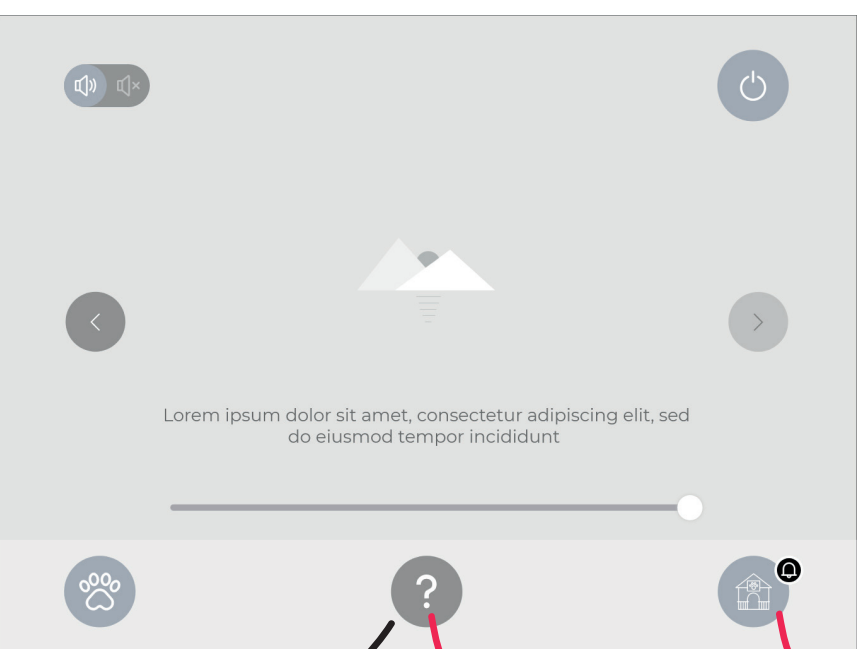 Lorem ipsum dolor sit amet, consectetur adipiscing elit, sed
do eiusmod tempor incididunt
?